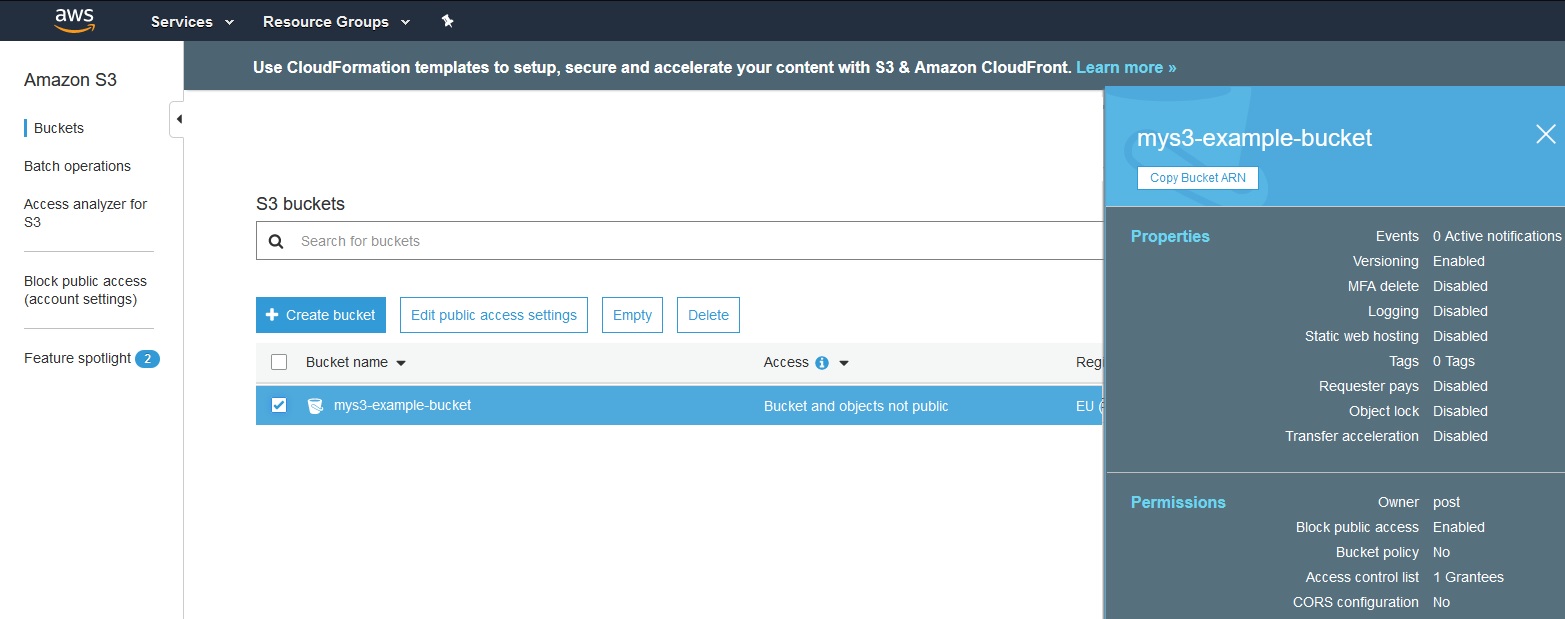 aws
Services
Resource Groups
Amazon S3
Buckets
Batch operations
Access analyzer for
S3
Block public access
(account settings)
Feature spotlight 2
Use CloudFormation templates to setup, secure and accelerate your content with S3 & Amazon CloudFront. Learn more »
S3 buckets
Search for buckets
Create bucket
Edit public access settings
Empty
Delete
Bucket name
Access
Reg
mys3-example-bucket
Bucket and objects not public
EU (
mys3-example-bucket
Copy Bucket ARN
Properties
Events 0 Active notifications
Versioning Enabled
MFA delete Disabled
Logging Disabled
Static web hosting Disabled
Tags 0 Tags
Requester pays Disabled
Object lock Disabled
Transfer acceleration Disabled
Permissions
Owner post
Block public access Enabled
Bucket policy No
Access control list 1 Grantees
CORS configuration No